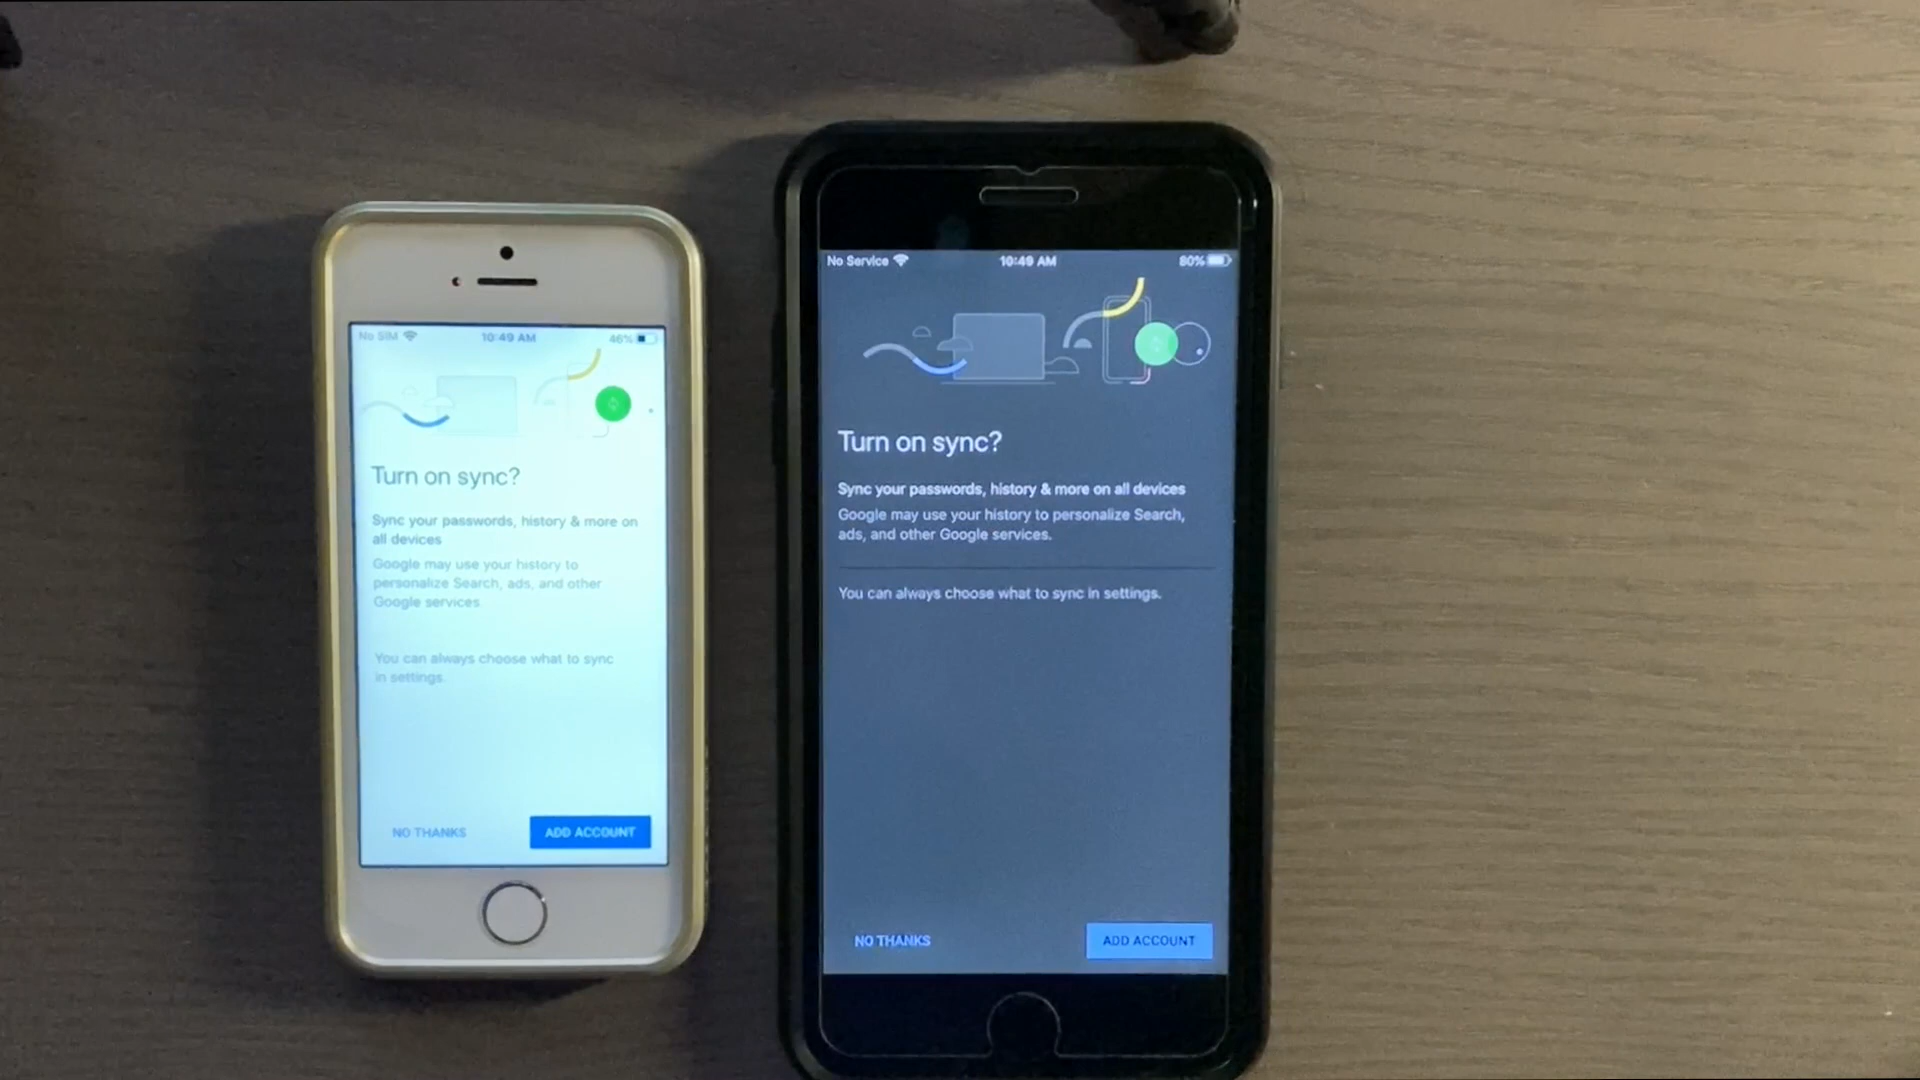 No SIM 10:49 AM 46%
Turn on sync?
Sync your passwords, history & more on
all devices
Google may use your history to
personalize Search, ads, and other
Google services.
You can always choose what to sync
in settings.
NO THANKS ADD ACCOUNT
No Service 10:49 AM 80%
Turn on sync?
Sync your passwords, history & more on all devices
Google may use your history to personalize Search,
ads, and other Google services.
You can always choose what to sync in settings.
NO THANKS ADD ACCOUNT